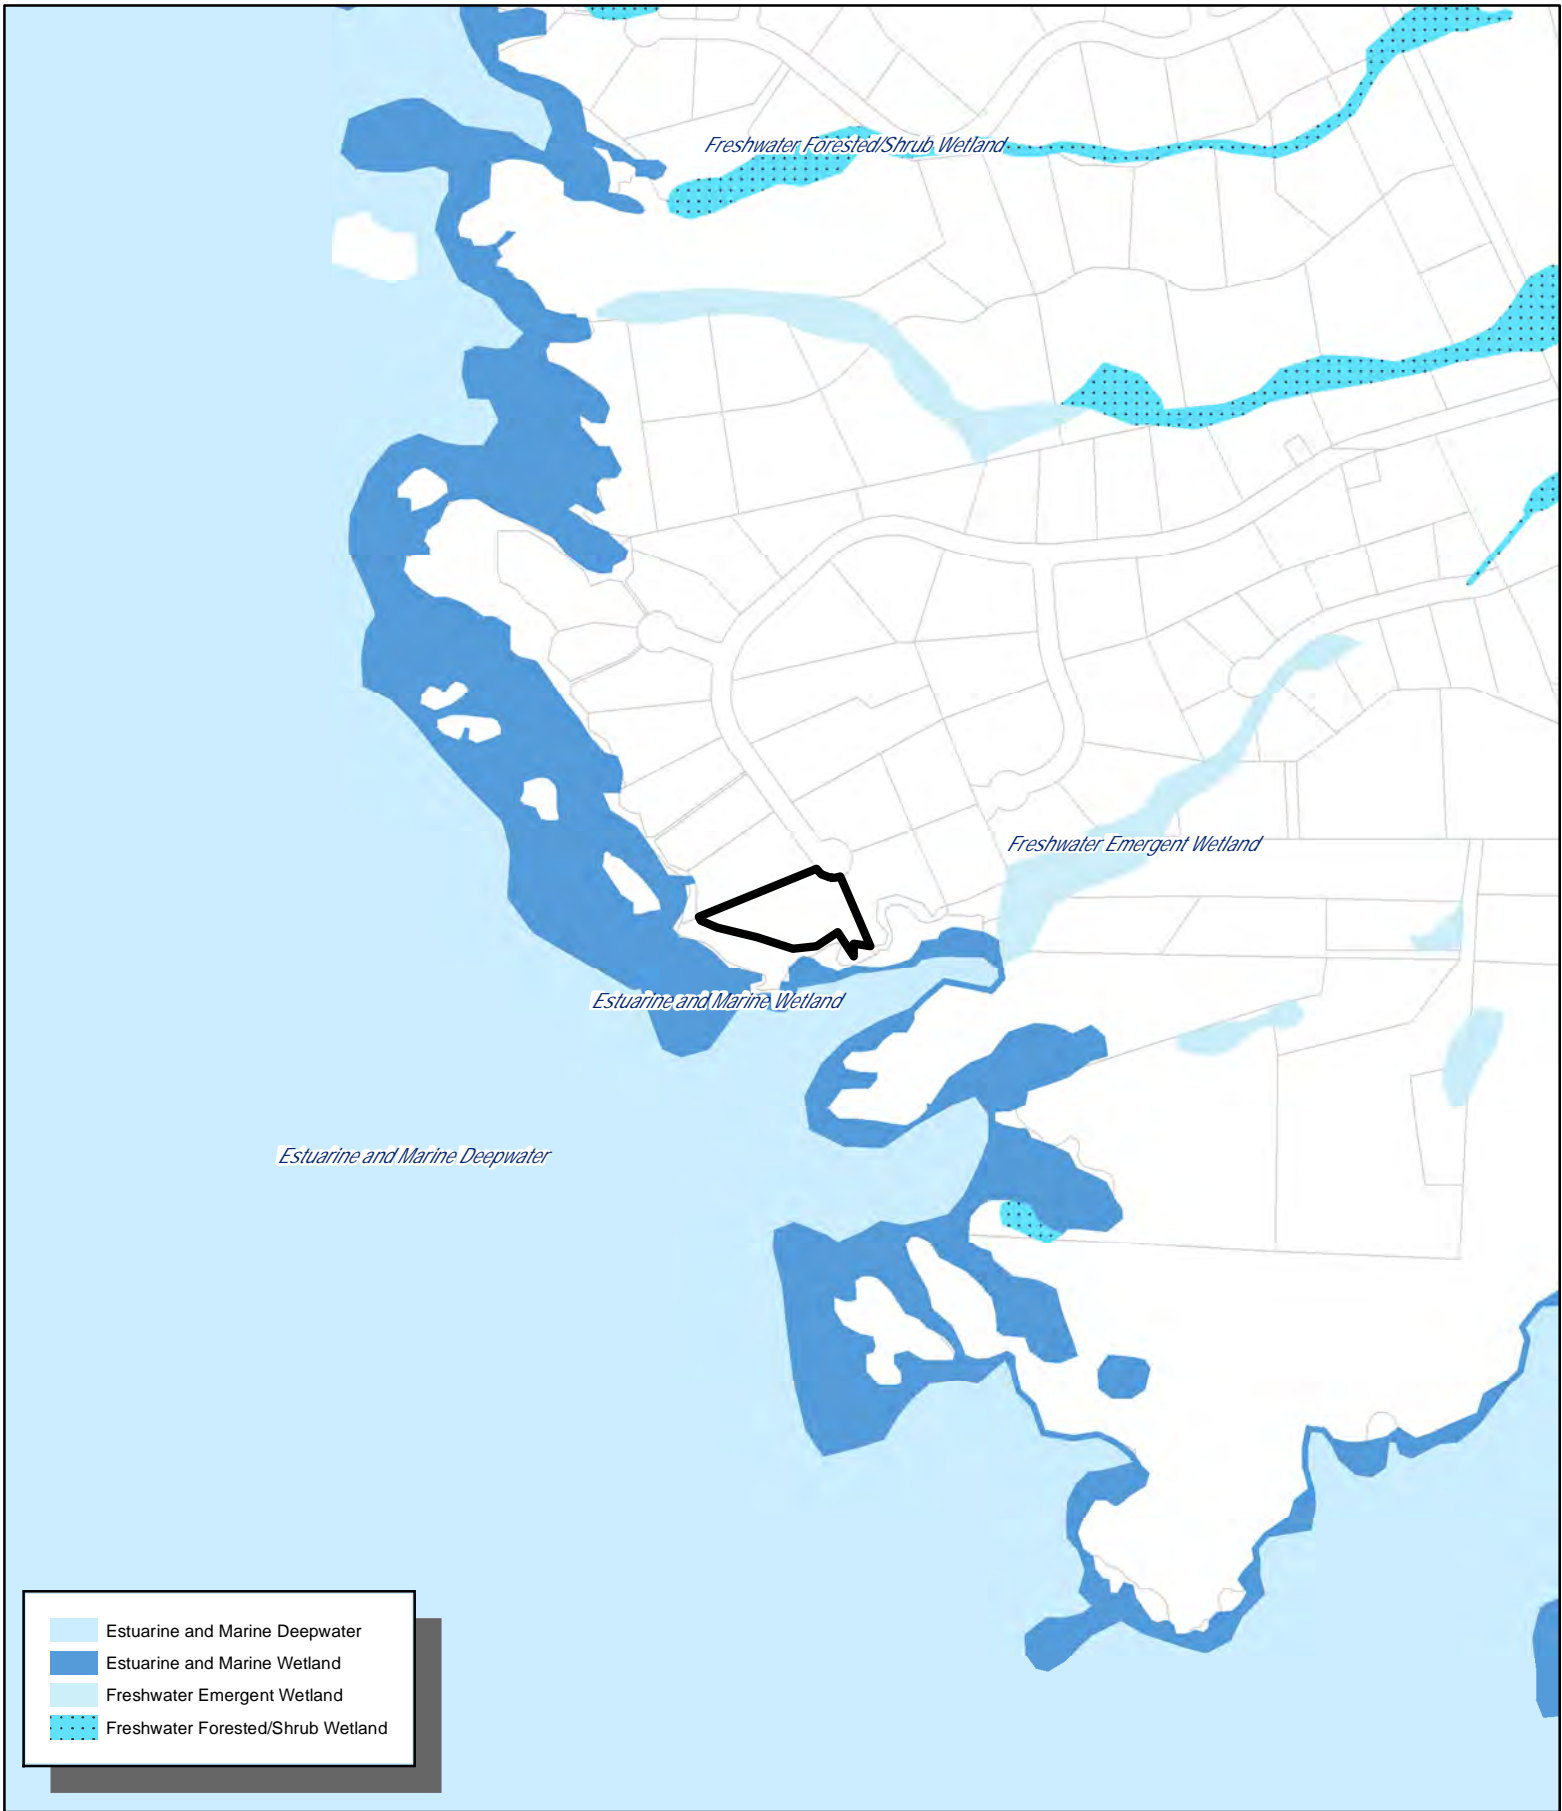 Freshwater Forested/Shrub Wetland
Freshwater Emergent Wetland
Estuarine and Marine Wetland
Estuarine and Marine Deepwater
Estuarine and Marine Deepwater
Estuarine and Marine Wetland
Freshwater Emergent Wetland
Freshwater Forested/Shrub Wetland